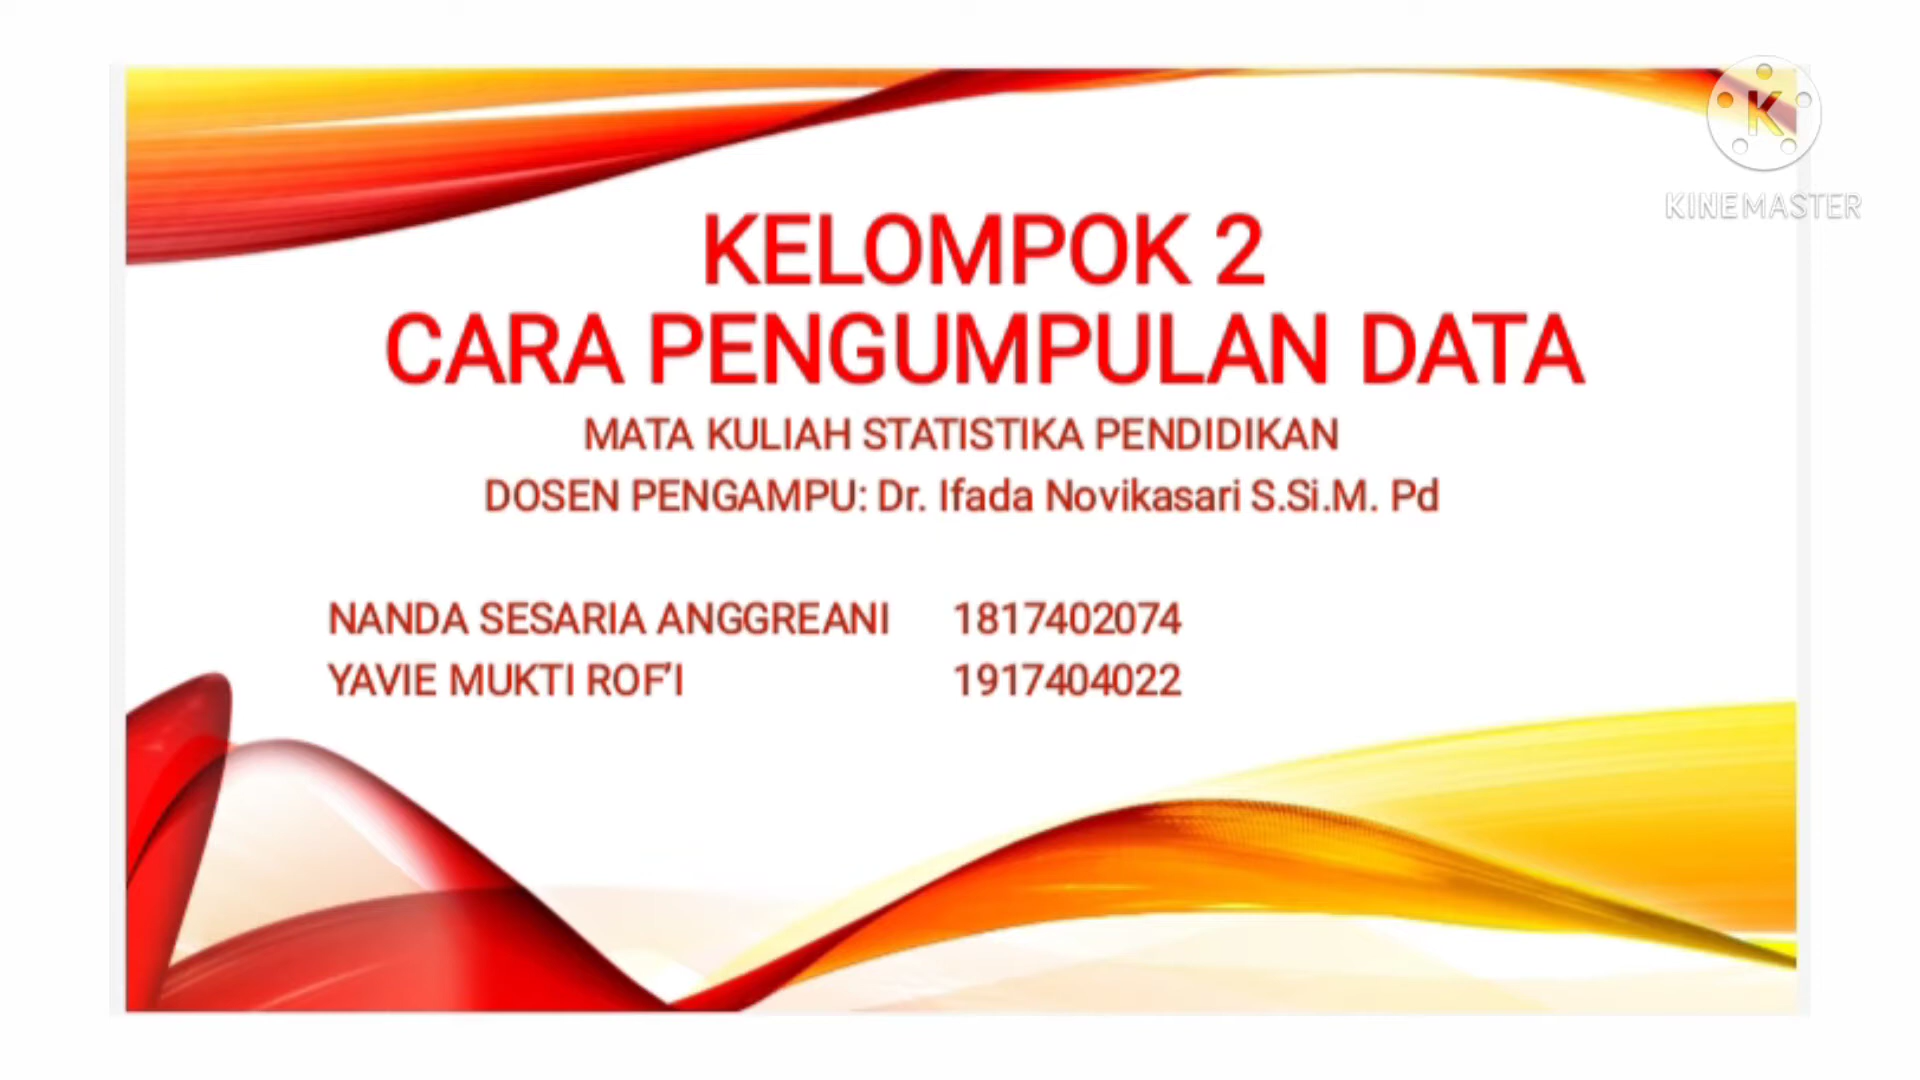 K
KINEMASTER
KELOMPOK 2
CARA PENGUMPULAN DATA
MATA KULIAH STATISTIKA PENDIDIKAN
DOSEN PENGAMPU: Dr. Ifada Novikasari S.Si.M. Pd
NANDA SESARIA ANGGREANI 1817402074
YAVIE MUKTI ROF'I 1917404022